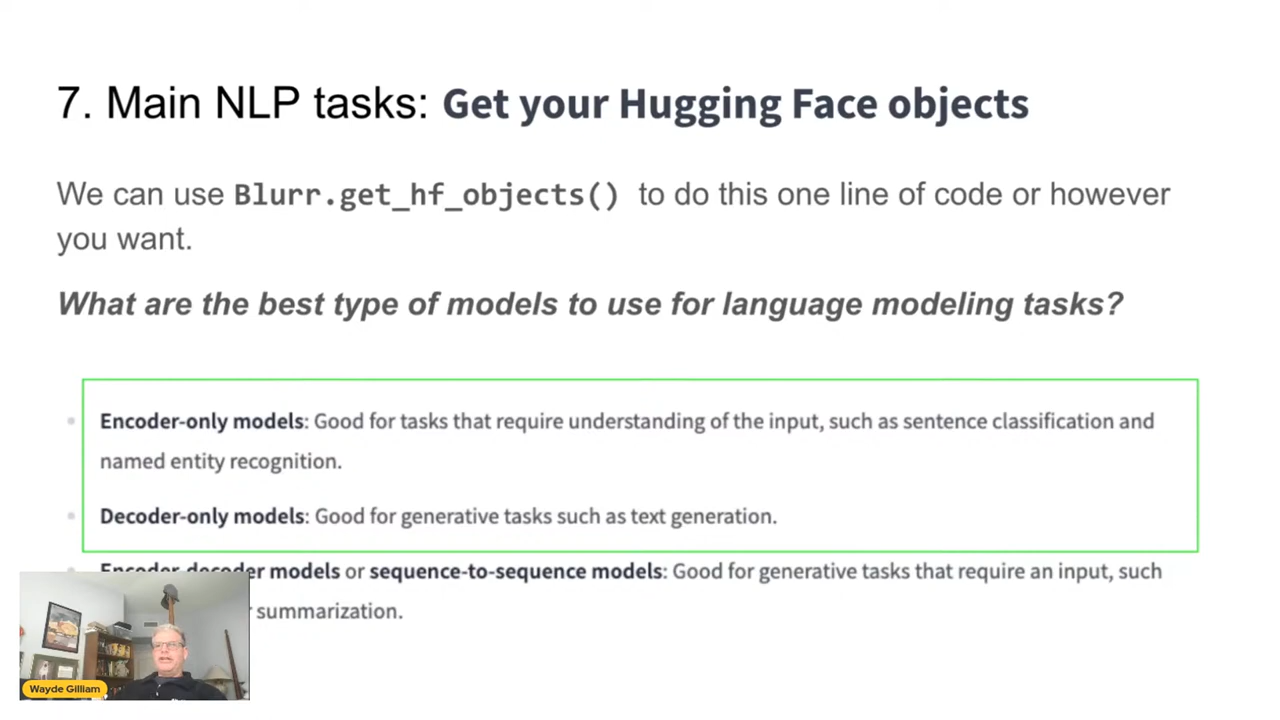 7. Main NLP tasks: Get your Hugging Face objects
We can use Blurr.get_hf_objects() to do this one line of code or however
you want.
What are the best type of models to use for language modeling tasks?
Encoder-only models: Good for tasks that require understanding of the input, such as sentence classification and
named entity recognition.
Decoder-only models: Good for generative tasks such as text generation.
Encoder-decoder models or sequence-to-sequence models: Good for generative tasks that require an input, such
summarization.
Wayde Gilliam